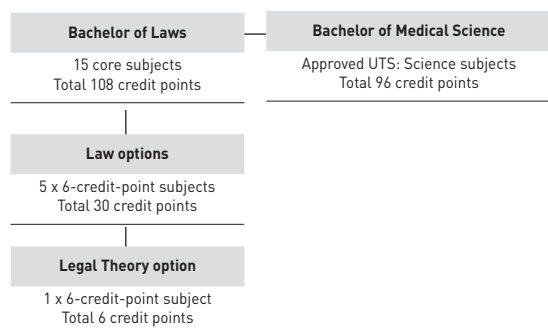 Bachelor of Laws
15 core subjects
Total 108 credit points
Bachelor of Medical Science
Approved UTS: Science subjects
Total 96 credit points
Law options
5 x 6-credit-point subjects
Total 30 credit points
Legal Theory option
1 x 6-credit-point subject
Total 6 credit points